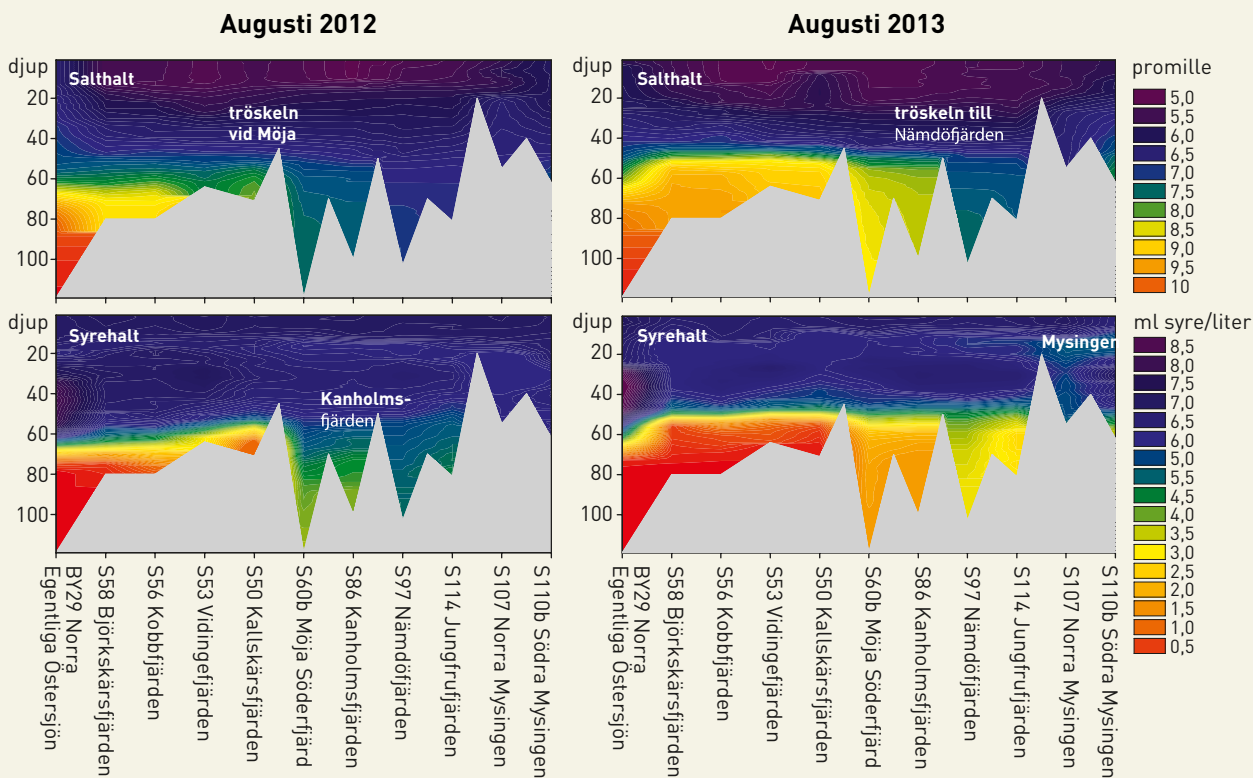 Augusti 2012
djup
20
40
60
80
100
Salthalt
tröskeln
vid Möja
djup
20
40
60
80
100
Syrehalt
Kanholms-
fjärden
BY29 Norra
Egentliga Östersjön
S58 Björkskärsfjärden
S56 Kobbfjärden
S53 Vidingefjärden
S50 Kallskärsfjärden
S60b Möja Söderfjärd
S86 Kanholmsfjärden
S97 Nämdöfjärden
S114 Jungfrufjärden
S107 Norra Mysingen
S110b Södra Mysingen
Augusti 2013
djup
20
40
60
80
100
Salthalt
tröskeln till
Nämdöfjärden
djup
20
40
60
80
100
Syrehalt
Mysingen
BY29 Norra
Egentliga Östersjön
S58 Björkskärsfjärden
S56 Kobbfjärden
S53 Vidingefjärden
S50 Kallskärsfjärden
S60b Möja Söderfjärd
S86 Kanholmsfjärden
S97 Nämdöfjärden
S114 Jungfrufjärden
S107 Norra Mysingen
S110b Södra Mysingen
promille
5,0
5,5
6,0
6,5
7,0
7,5
8,0
8,5
9,0
9,5
10
ml syre/liter
8,5
8,0
7,5
7,0
6,5
6,0
5,0
5,5
4,5
4,0
3,5
3,0
2,5
2,0
1,5
1,0
0,5